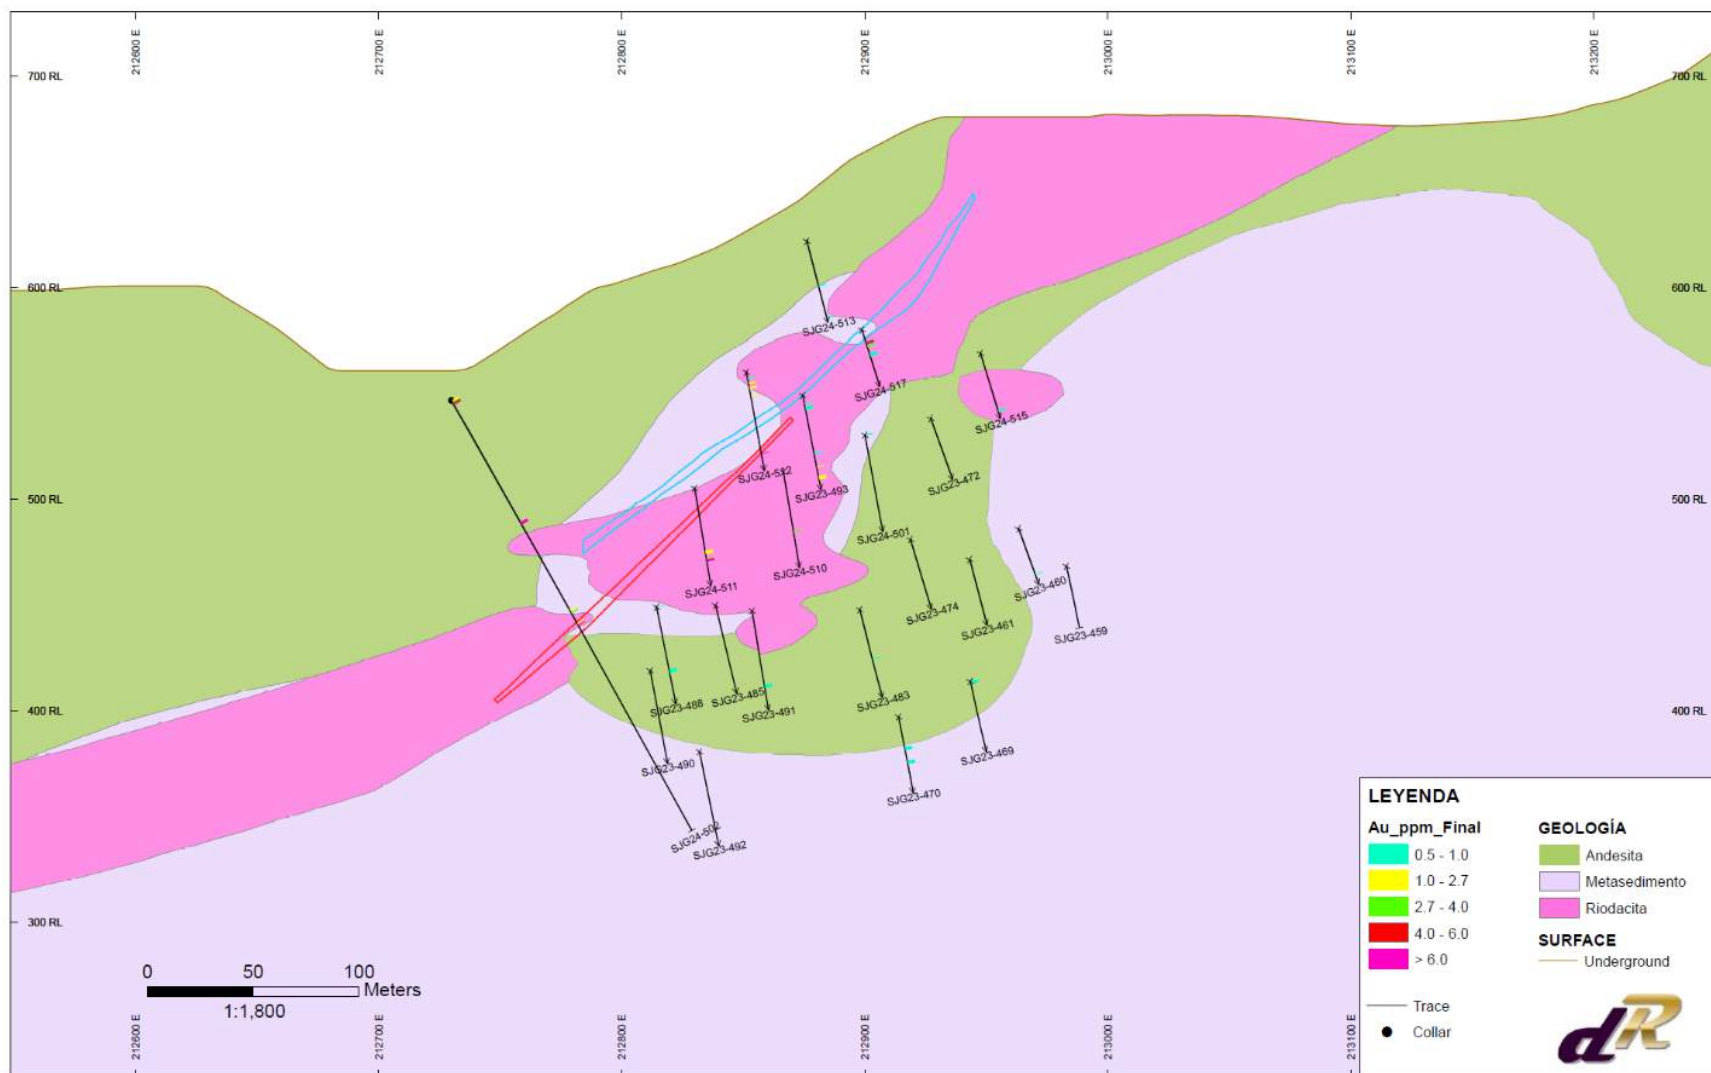 212600 E
212700 E
212800 E
212900 E
213000 E
213100 E
213200 E
700 RL
700 RL
600 RL
600 RL
SJG24-513
SJG24-517
SJG24-515
SJG24-512
SJG23-493
SJG23-472
500 RL
500 RL
SJG24-501
SJG24-510
SJG24-511
SJG23-460
SJG23-474
SJG23-461
SJG23-459
400 RL
400 RL
SJG23-488
SJG23-485
SJG23-491
SJG23-483
SJG23-490
SJG23-469
SJG23-470
SJG24-502
SJG23-492
300 RL
LEYENDA
Au_ppm_Final
0.5 - 1.0
1.0 - 2.7
2.7 - 4.0
4.0 - 6.0
> 6.0
GEOLOGÍA
Andesita
Metasedimento
Riodacita
SURFACE
Underground
Trace
Collar
dR
0 50 100
Meters
1:1,800
212600 E
212700 E
212800 E
212900 E
213000 E
213100 E